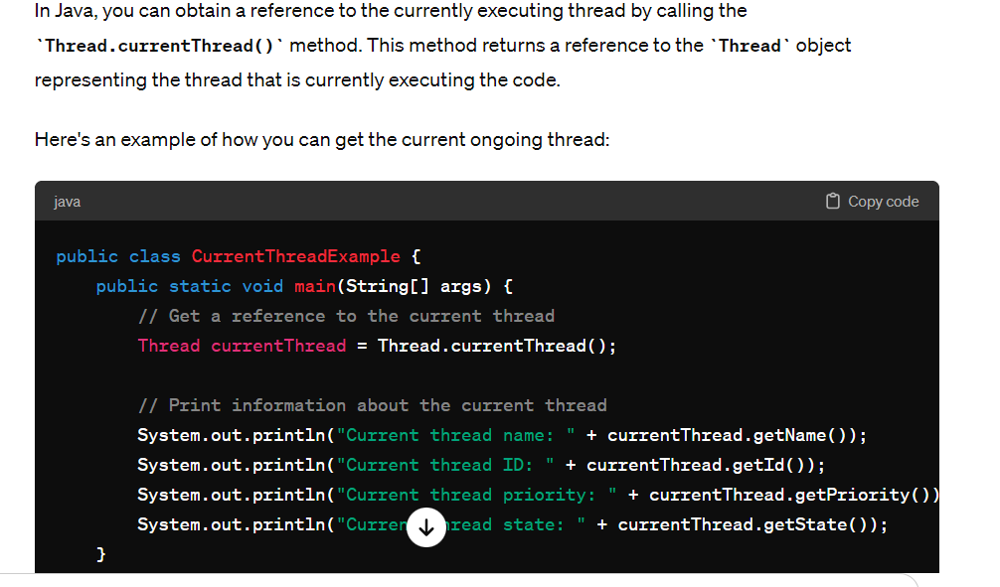 In Java, you can obtain a reference to the currently executing thread by calling the
`Thread.currentThread()` method. This method returns a reference to the `Thread` object
representing the thread that is currently executing the code.
Here's an example of how you can get the current ongoing thread:
java Copy code
public class CurrentThreadExample {
public static void main(String[] args) {
// Get a reference to the current thread
Thread currentThread = Thread.currentThread();
// Print information about the current thread
System.out.println("Current thread name: " + currentThread.getName());
System.out.println("Current thread ID: " + currentThread.getId());
System.out.println("Current thread priority: " + currentThread.getPriority())
System.out.println("Curren hread state: " + currentThread.getState());
}